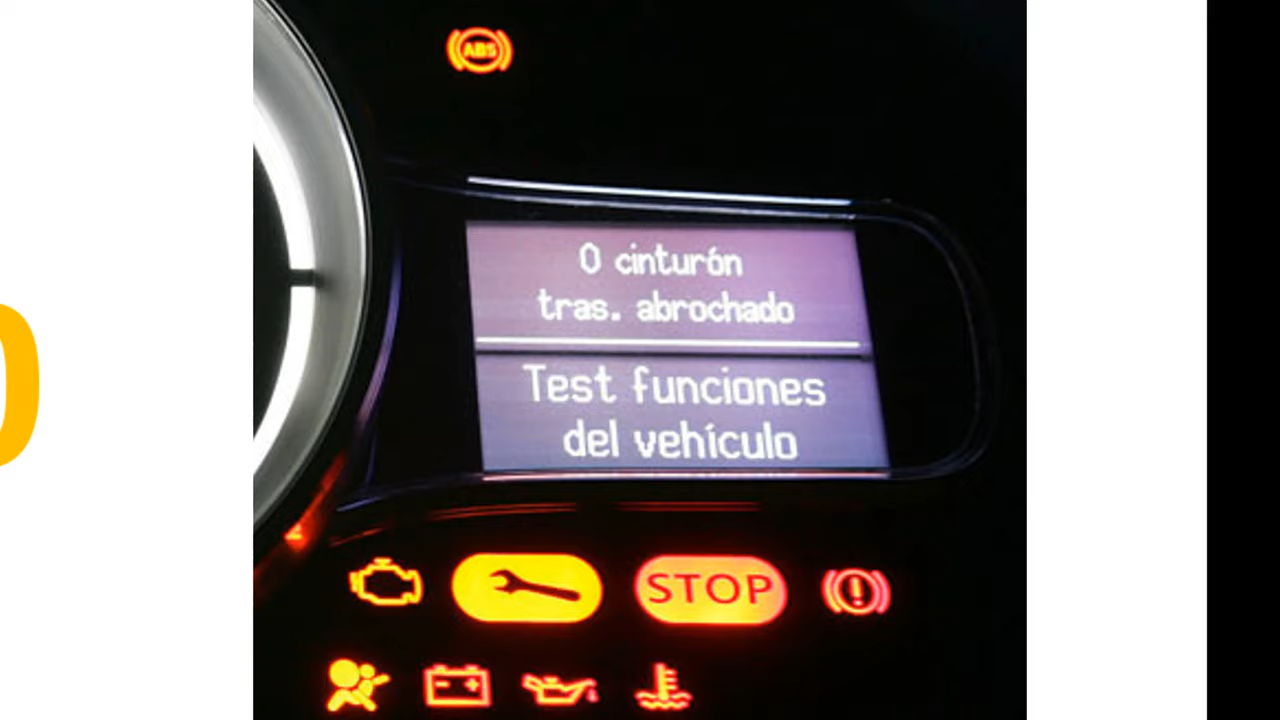 ABS
0 cinturón
tras. abrochado
Test funciones
del vehículo
STOP